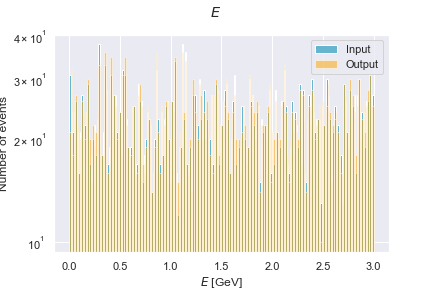 E
Number of events
4 × 10¹
3 × 10¹
2 × 10¹
10¹
Input
Output
0.0 0.5 1.0 1.5 2.0 2.5 3.0
E [GeV]